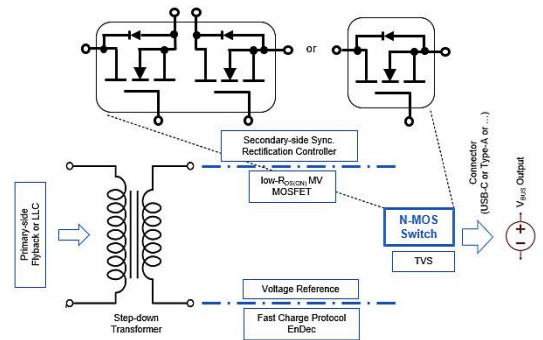 or
Secondary-side Sync.
Rectification Controller
low-RDS(ON) MV
MOSFET
Primary-side
Flyback or LLC
N-MOS
Switch
TVS
Connector
(USB-C or Type-A or ...)
VBUS Output
Voltage Reference
Fast Charge Protocol
EnDec
Step-down
Transformer